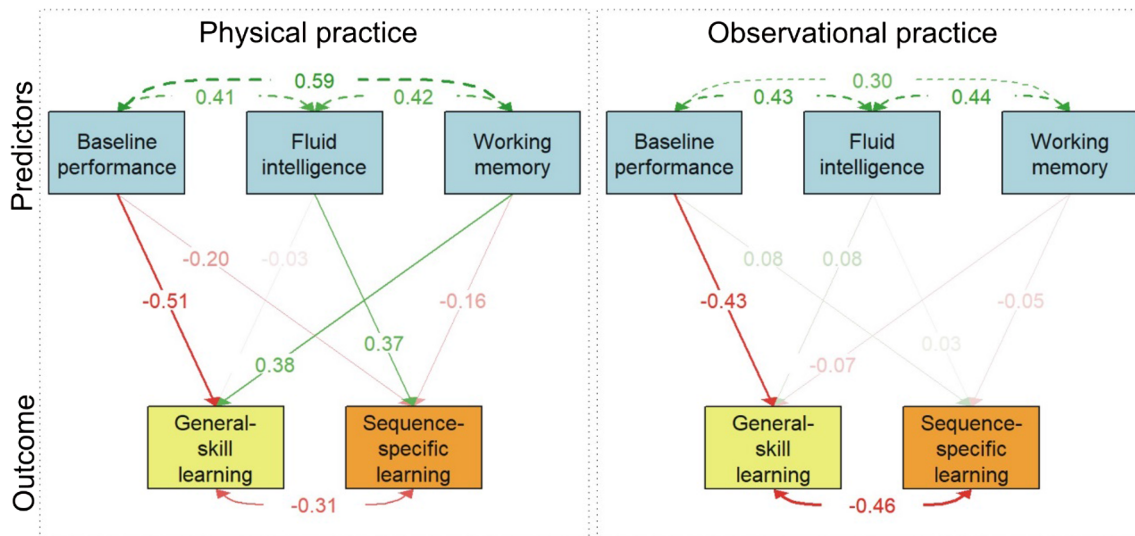 Physical practice
Observational practice
Predictors
Outcome
0.59
0.41
0.42
Baseline
performance
Fluid
intelligence
Working
memory
-0.20
-0.03
-0.51
-0.16
0.37
0.38
General-
skill
learning
Sequence-
specific
learning
-0.31
0.30
0.43
0.44
Baseline
performance
Fluid
intelligence
Working
memory
0.08
0.08
-0.43
-0.05
0.03
-0.07
General-
skill
learning
Sequence-
specific
learning
-0.46